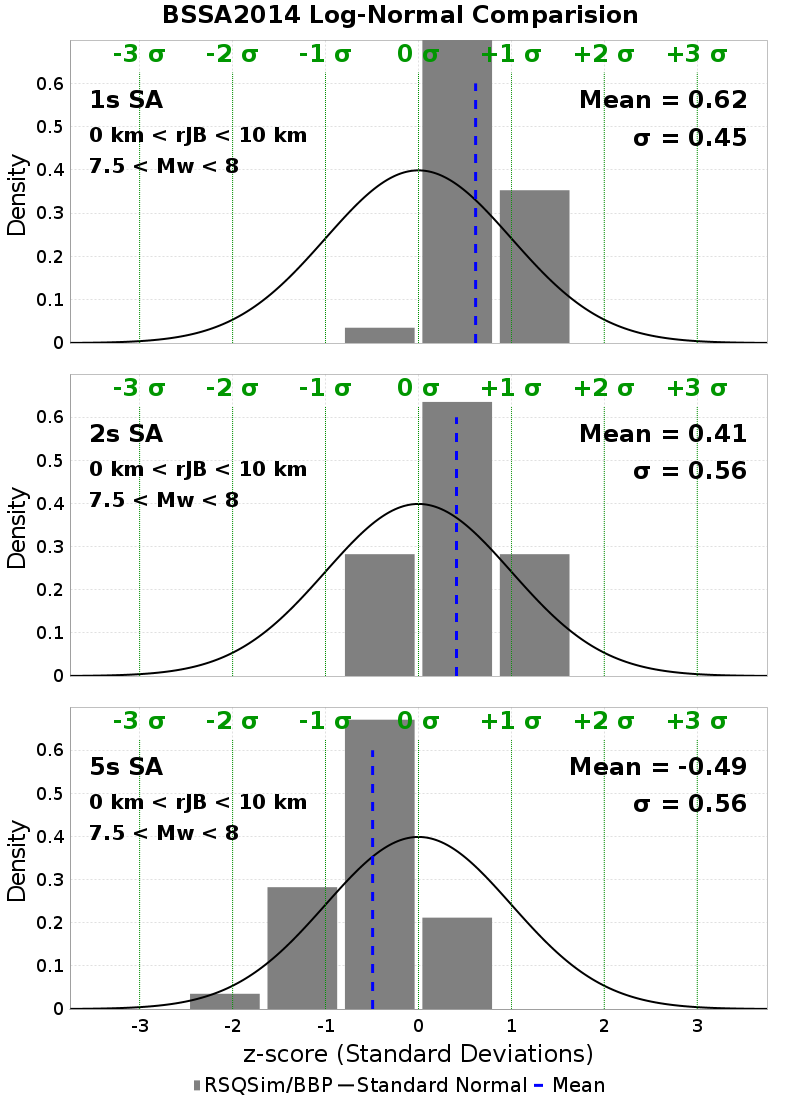 BSSA2014 Log-Normal Comparision
-3 σ -2 σ -1 σ 0 σ +1 σ +2 σ +3 σ
0.6
1s SA Mean = 0.62
0.5
0 km < rJB < 10 km σ = 0.45
7.5 < Mw < 8
0.4
Density
0.3
0.2
0.1
0
-3 σ -2 σ -1 σ 0 σ +1 σ +2 σ +3 σ
0.6
2s SA Mean = 0.41
0.5
0 km < rJB < 10 km σ = 0.56
7.5 < Mw < 8
0.4
Density
0.3
0.2
0.1
0
-3 σ -2 σ -1 σ 0 σ +1 σ +2 σ +3 σ
0.6
5s SA Mean = -0.49
0.5
0 km < rJB < 10 km σ = 0.56
7.5 < Mw < 8
0.4
Density
0.3
0.2
0.1
0
-3 -2 -1 0 1 2 3
z-score (Standard Deviations)
RSQSim/BBP Standard Normal Mean